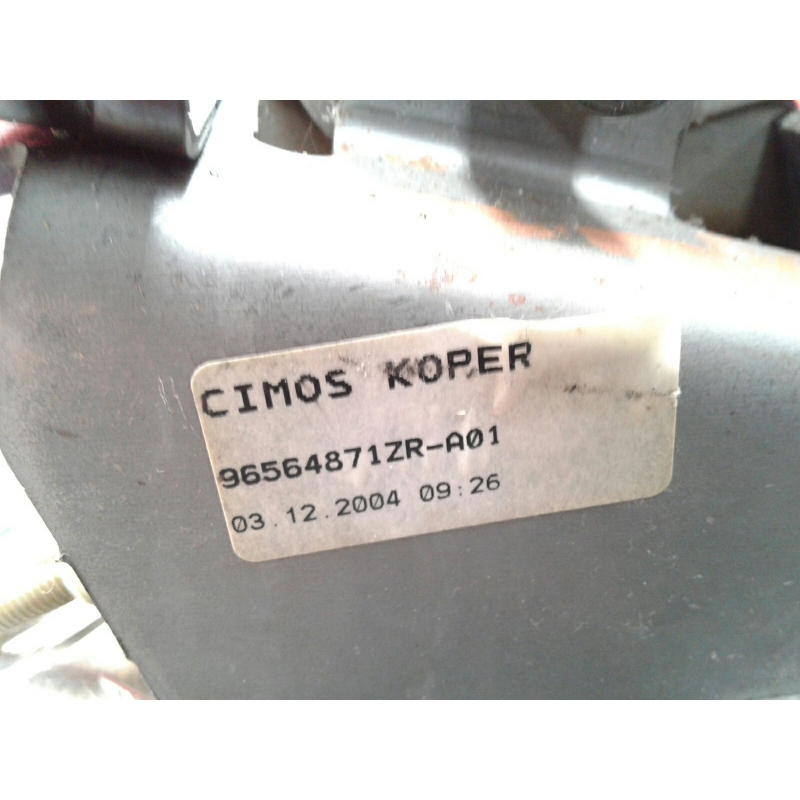 CIMOS KOPER
96564871ZR-A01
03.12.2004 09:26